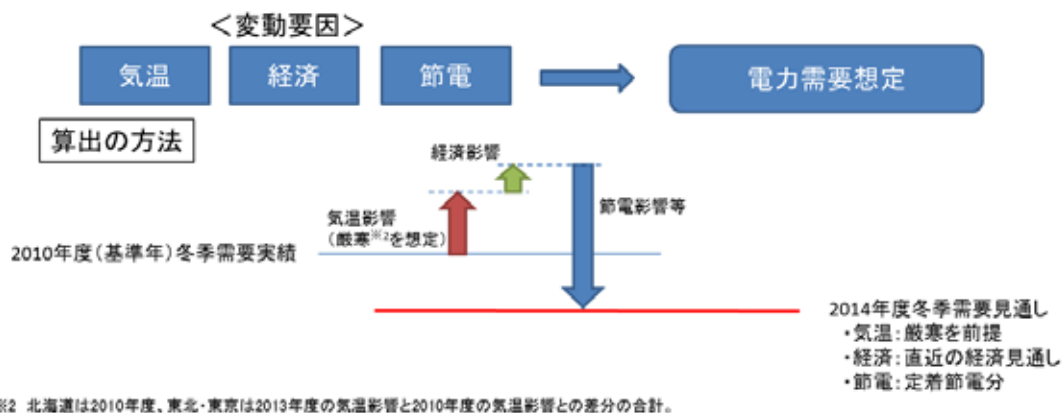 ＜変動要因＞
気温
経済
節電
電力需要想定
算出の方法
経済影響
気温影響
（厳寒※2を想定）
節電影響等
2010年度（基準年）冬季需要実績
2014年度冬季需要見通し
・気温：厳寒を前提
・経済：直近の経済見通し
・節電：定着節電分
※2 北海道は2010年度、東北・東京は2013年度の気温影響と2010年度の気温影響との差分の合計。